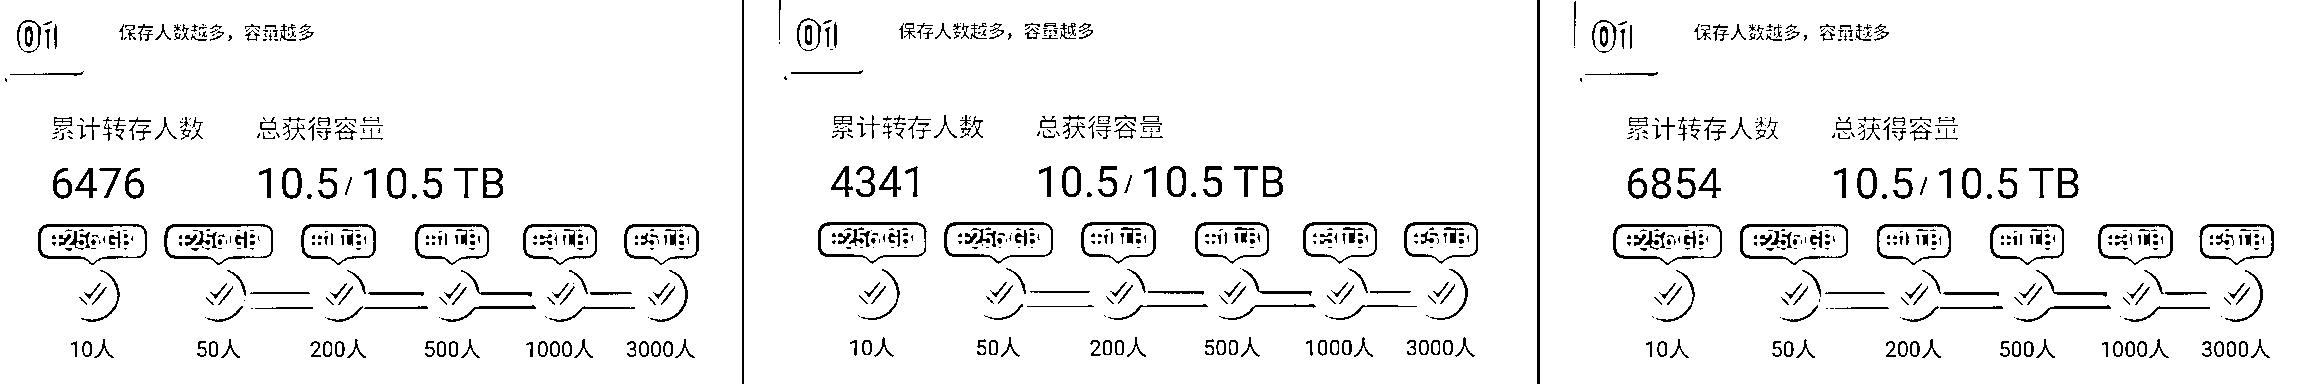 01 保存人数越多，容量越多
累计转存人数 总获得容量
6476 10.5/10.5 TB
+256GB +256GB +1TB +1TB +3TB +5TB
10人 50人 200人 500人 1000人 3000人
01 保存人数越多，容量越多
累计转存人数 总获得容量
4341 10.5/10.5 TB
+256GB +256GB +1TB +1TB +3TB +5TB
10人 50人 200人 500人 1000人 3000人
01 保存人数越多，容量越多
累计转存人数 总获得容量
6854 10.5/10.5 TB
+256GB +256GB +1TB +1TB +3TB +5TB
10人 50人 200人 500人 1000人 3000人